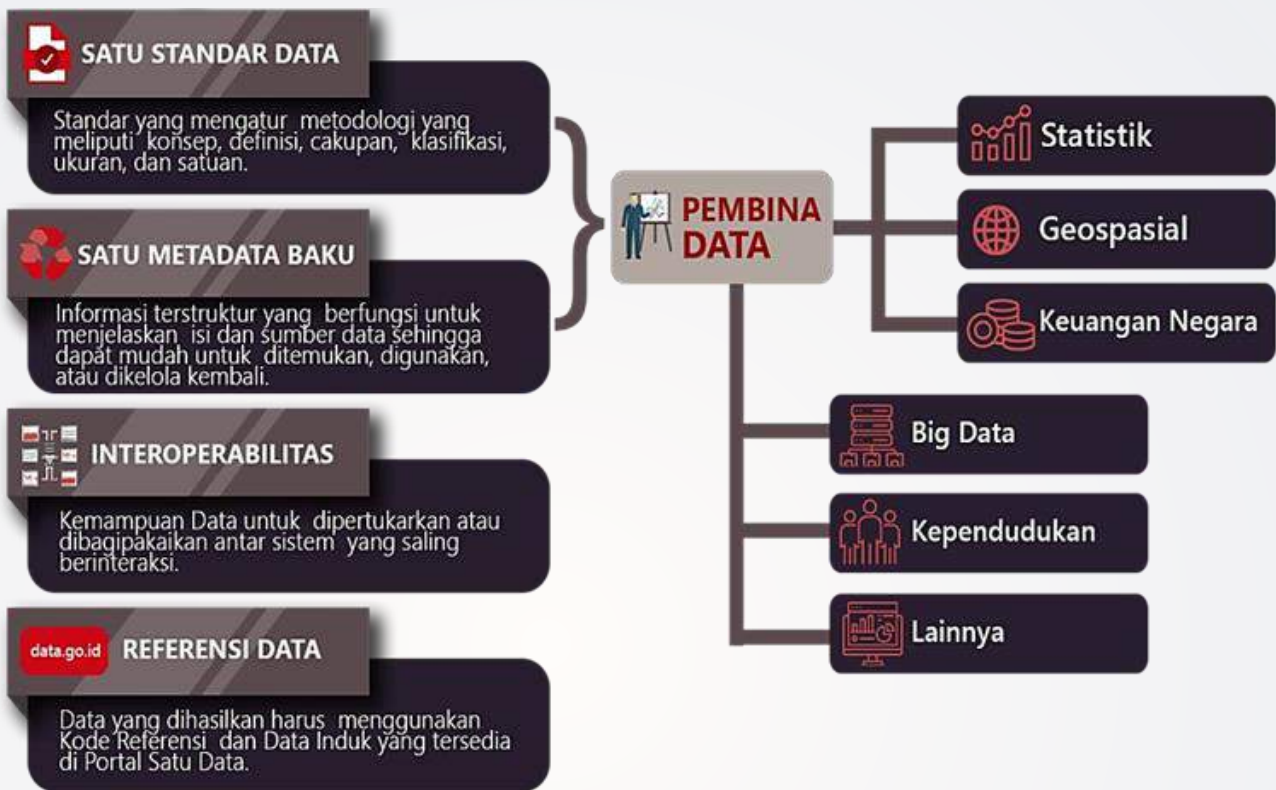 SATU STANDAR DATA
Standar yang mengatur metodologi yang
meliputi konsep, definisi, cakupan, klasifikasi,
ukuran, dan satuan.
SATU METADATA BAKU
Informasi terstruktur yang berfungsi untuk
menjelaskan isi dan sumber data sehingga
dapat mudah untuk ditemukan, digunakan,
atau dikelola kembali.
INTEROPERABILITAS
Kemampuan Data untuk dipertukarkan atau
dibagipakaikan antar sistem yang saling
berinteraksi.
data.go.id REFERENSI DATA
Data yang dihasilkan harus menggunakan
Kode Referensi dan Data Induk yang tersedia
di Portal Satu Data.
PEMBINA
DATA
Statistik
Geospasial
Keuangan Negara
Big Data
Kependudukan
Lainnya